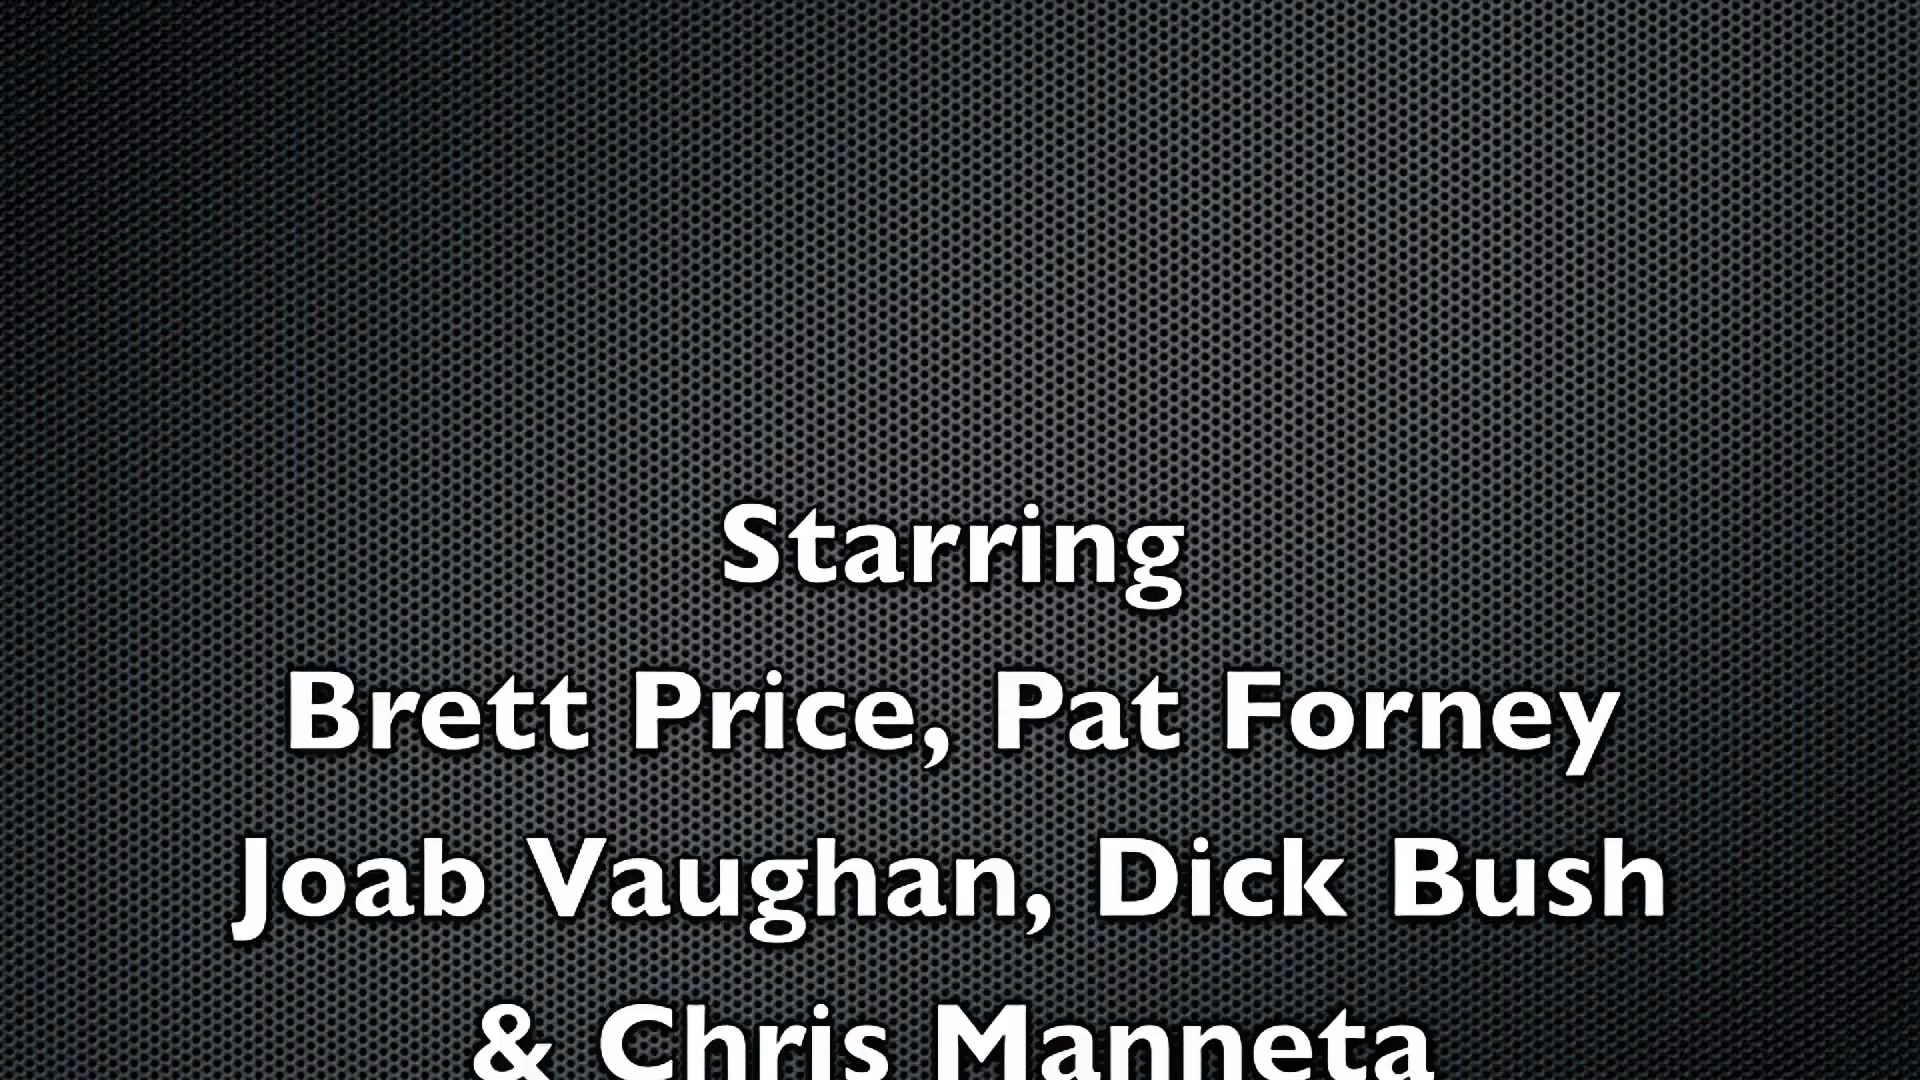 Starring
Brett Price, Pat Forney
Joab Vaughan, Dick Bush
& Chris Manneta